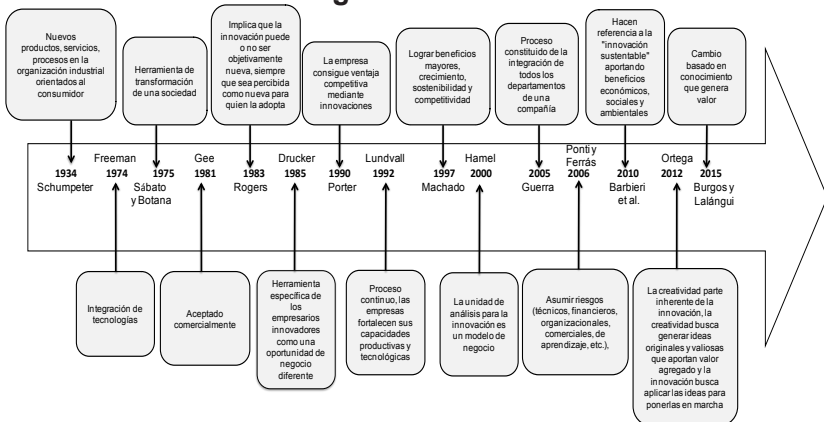 g
Nuevos
productos, servicios,
procesos en la
organización industrial
orientados al
consumidor
Herramienta de
transformación
de una sociedad
Implica que la
innovación puede
o no ser
objetivamente
nueva, siempre
que sea percibida
como nueva para
quien la adopta
La empresa
consigue ventaja
competitiva
mediante
innovaciones
Lograr beneficios
mayores,
crecimiento,
sostenibilidad y
competitividad
Proceso
constituido de la
integración de
todos los
departamentos
de una
compañía
Hacen
referencia a la
"innovación
sustentable"
aportando
beneficios
económicos,
sociales y
ambientales
Cambio
basado en
conocimiento
que genera
valor
1934
Schumpeter
Freeman
1974
1975
Sábato
y Botana
Gee
1981
1983
Rogers
Drucker
1985
1990
Porter
Lundvall
1992
1997
Machado
Hamel
2000
2005
Guerra
Ponti y
Ferrás
2006
2010
Barbieri
et al.
Ortega
2012
2015
Burgos y
Lalángui
Integración de
tecnologías
Aceptado
comercialmente
Herramienta
específica de
los
empresarios
innovadores
como una
oportunidad de
negocio
diferente
Proceso
continuo, las
empresas
fortalecen sus
capacidades
productivas y
tecnológicas
La unidad de
análisis para la
innovación es
un modelo de
negocio
Asumir riesgos
(técnicos, financieros,
organizacionales,
comerciales, de
aprendizaje, etc.),
La creatividad parte
inherente de la
innovación, la
creatividad busca
generar ideas
originales y valiosas
que aportan valor
agregado y la
innovación busca
aplicar las ideas para
ponerlas en marcha